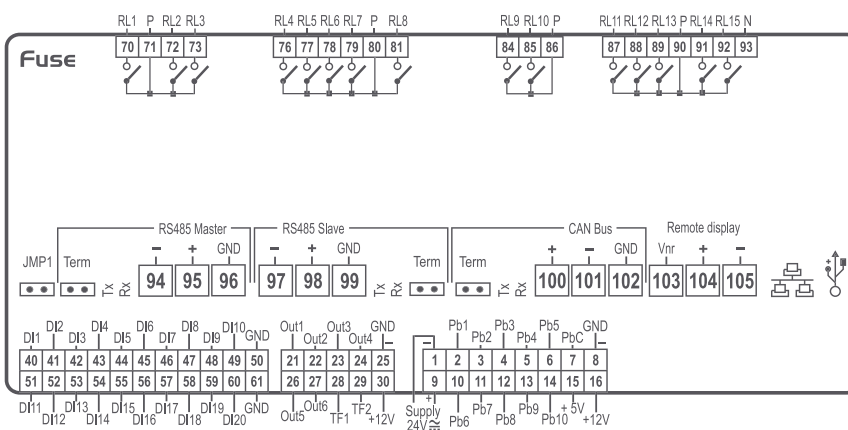 RL1 P RL2 RL3 RL4 RL5 RL6 RL7 P RL8 RL9 RL10 P RL11 RL12 RL13 P RL14 RL15 N
70 71 72 73 76 77 78 79 80 81 84 85 86 87 88 89 90 91 92 93
Fuse
RS485 Master RS485 Slave CAN Bus Remote display
JMP1 Term − + GND − + GND Term Term + − GND Vnr + −
Tx Rx 94 95 96 97 98 99 Tx Rx Tx Rx 100 101 102 103 104 105
DI2 DI4 DI6 DI8 DI10 Out1 Out3 GND Pb1 Pb3 Pb5 GND
DI1 DI3 DI5 DI7 DI9 GND Out2 Out4 − − Pb2 Pb4 PbC −
40 41 42 43 44 45 46 47 48 49 50 21 22 23 24 25 1 2 3 4 5 6 7 8
51 52 53 54 55 56 57 58 59 60 61 26 27 28 29 30 9 10 11 12 13 14 15 16
DI11 DI13 DI15 DI17 DI19 GND Out6 TF2 + Pb7 Pb9 + 5V
DI12 DI14 DI16 DI18 DI20 Out5 TF1 +12V Supply 24V Pb6 Pb8 Pb10 +12V